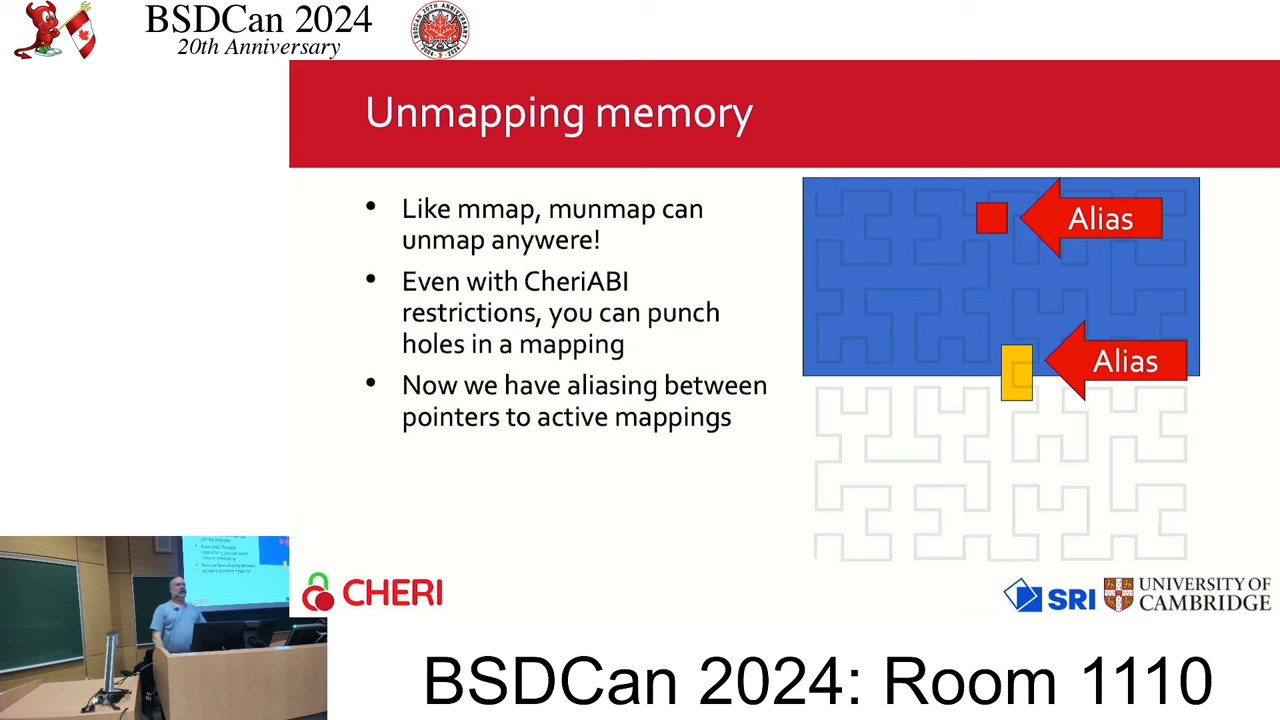 BSDCan 2024
20th Anniversary
Unmapping memory
• Like mmap, munmap can
unmap anywere!
• Even with CheriABI
restrictions, you can punch
holes in a mapping
• Now we have aliasing between
pointers to active mappings
Alias
Alias
CHERI
SRI
UNIVERSITY OF
CAMBRIDGE
BSDCan 2024: Room 1110